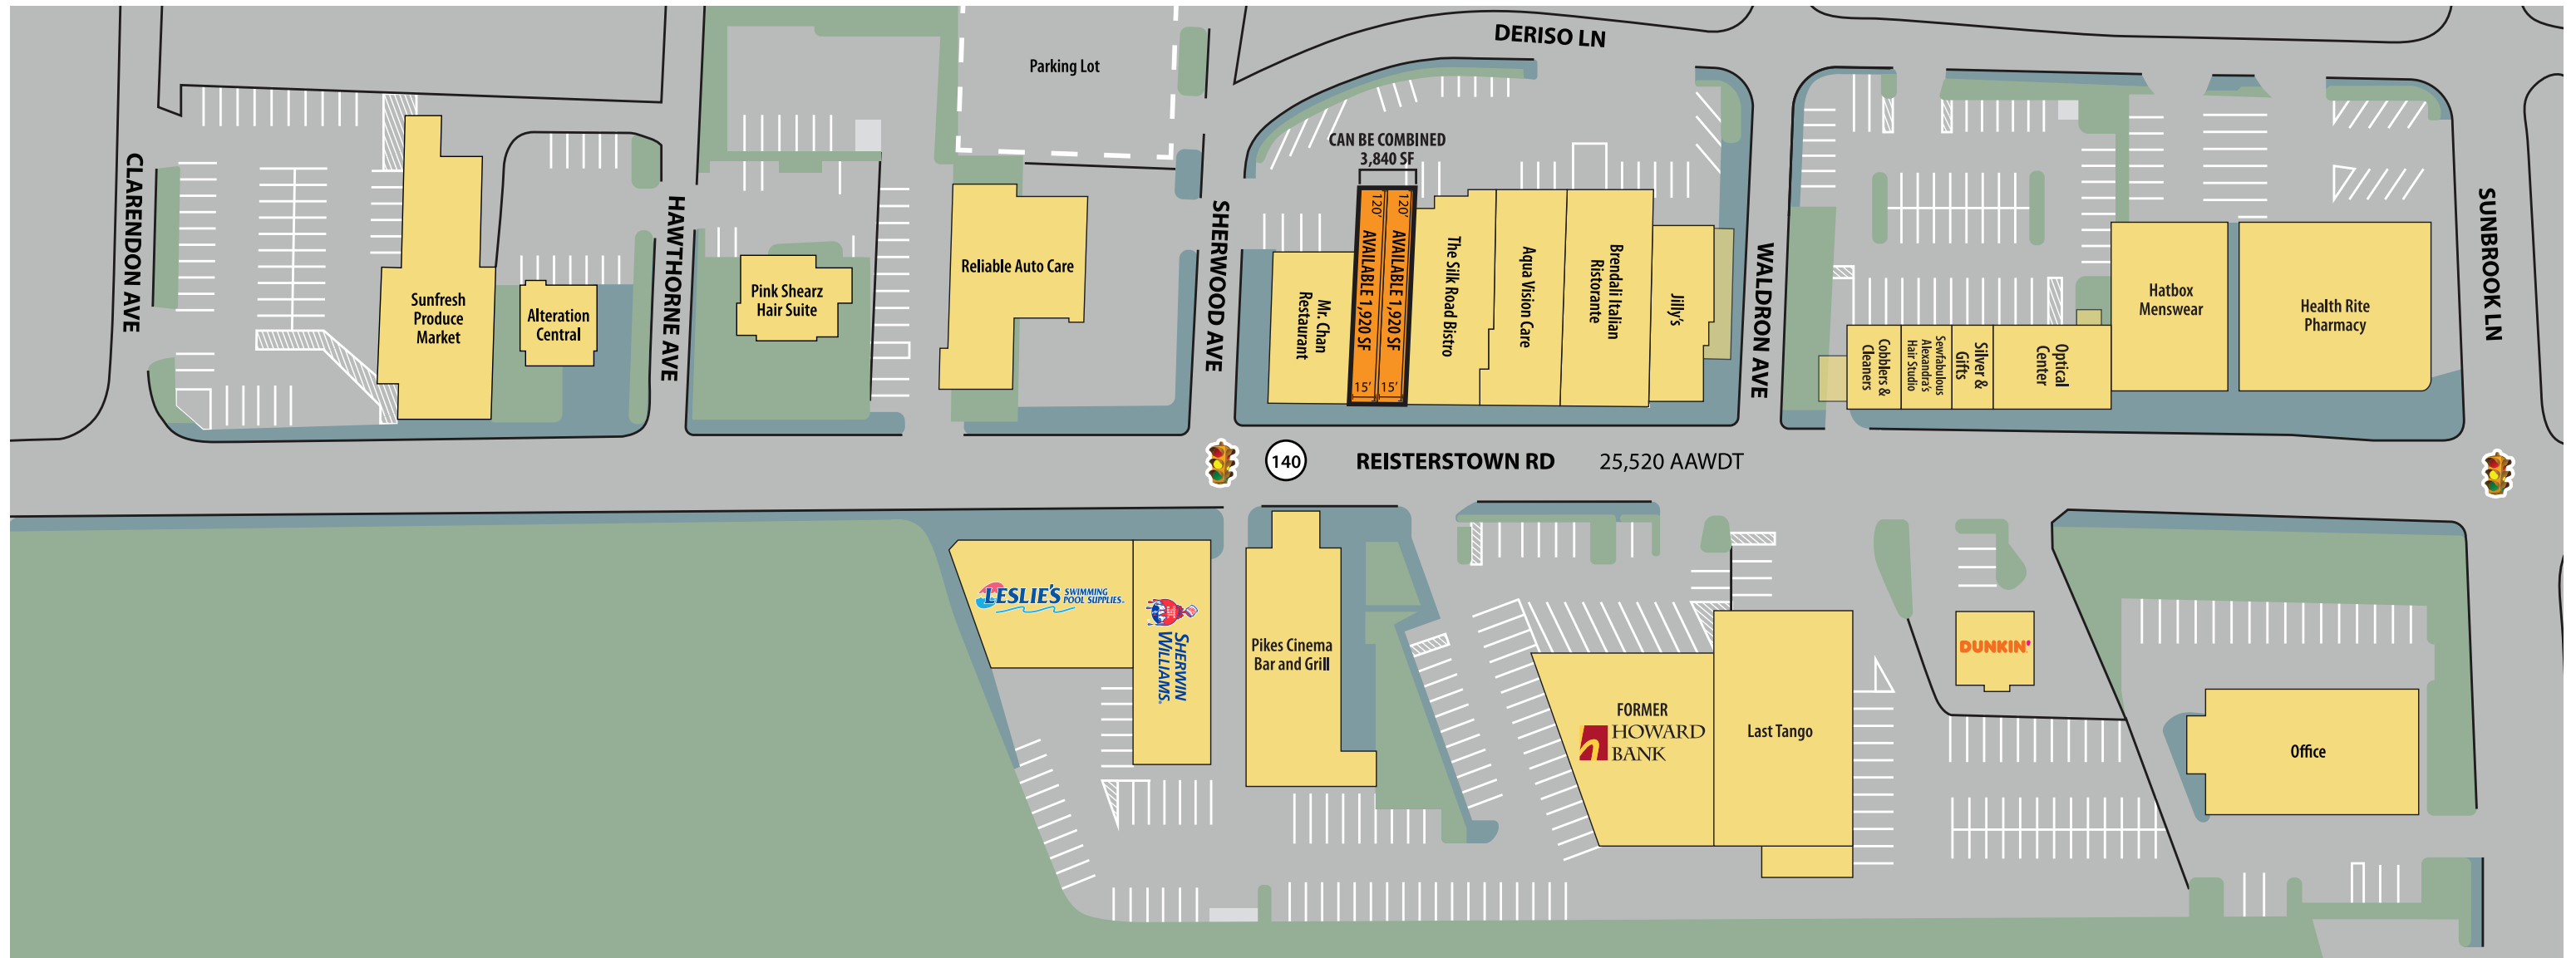 DERISO LN
Parking Lot
CAN BE COMBINED
3,840 SF
CLARENDON AVE
HAWTHORNE AVE
SHERWOOD AVE
WALDRON AVE
SUNBROOK LN
Sunfresh
Produce
Market
Alteration
Central
Pink Shearz
Hair Suite
Reliable Auto Care
Mr. Chan
Restaurant
120'
AVAILABLE 1,920 SF
15'
120'
AVAILABLE 1,920 SF
15'
The Silk Road Bistro
Aqua Vision Care
Brendali Italian
Ristorante
Jilly's
Cobblers &
Cleaners
Sewfabulous
Alexandra's
Hair Studio
Silver &
Gifts
Optical
Center
Hatbox
Menswear
Health Rite
Pharmacy
140
REISTERSTOWN RD
25,520 AAWDT
LESLIE'S SWIMMING
POOL SUPPLIES
SHERWIN
WILLIAMS.
Pikes Cinema
Bar and Grill
FORMER
HOWARD
BANK
Last Tango
DUNKIN'
Office